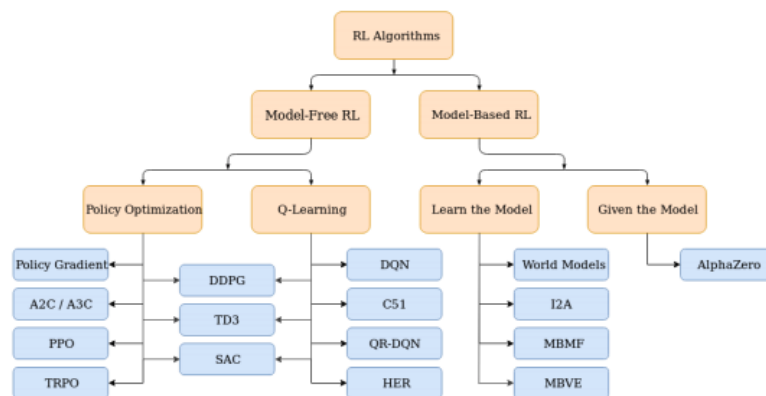 RL Algorithms
Model-Free RL
Model-Based RL
Policy Optimization
Q-Learning
Learn the Model
Given the Model
Policy Gradient
DDPG
DQN
World Models
AlphaZero
A2C / A3C
TD3
C51
I2A
PPO
SAC
QR-DQN
MBMF
TRPO
HER
MBVE